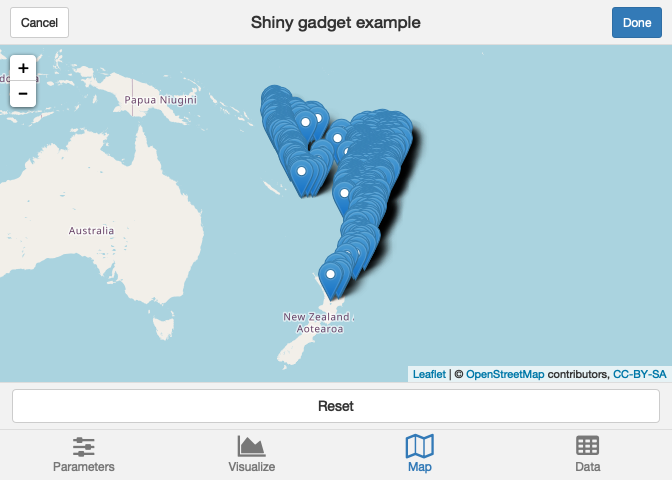 Cancel
Shiny gadget example
Done
+
−
Papua Niugini
Australia
New Zealand
Aotearoa
Leaflet | © OpenStreetMap contributors, CC-BY-SA
Reset
Parameters
Visualize
Map
Data